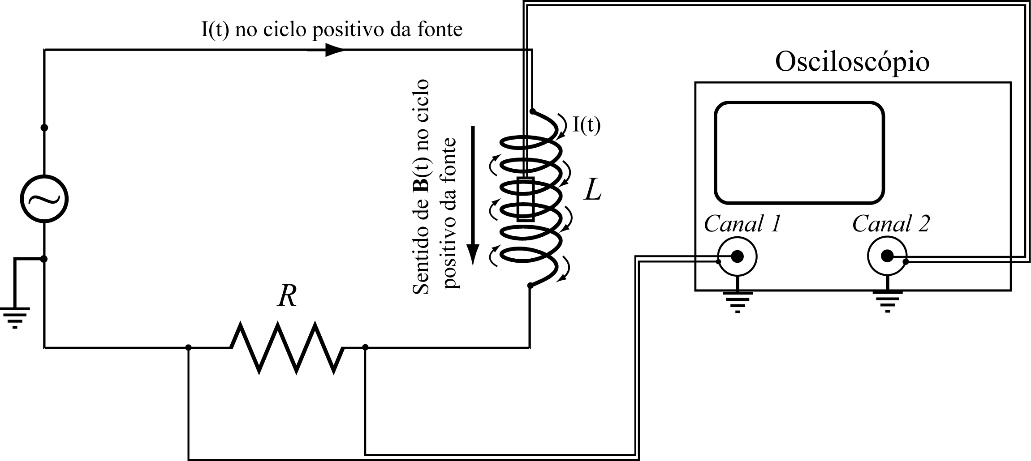 I(t) no ciclo positivo da fonte
Osciloscópio
Sentido de B(t) no ciclo
positivo da fonte
I(t)
L
Canal 1
Canal 2
R